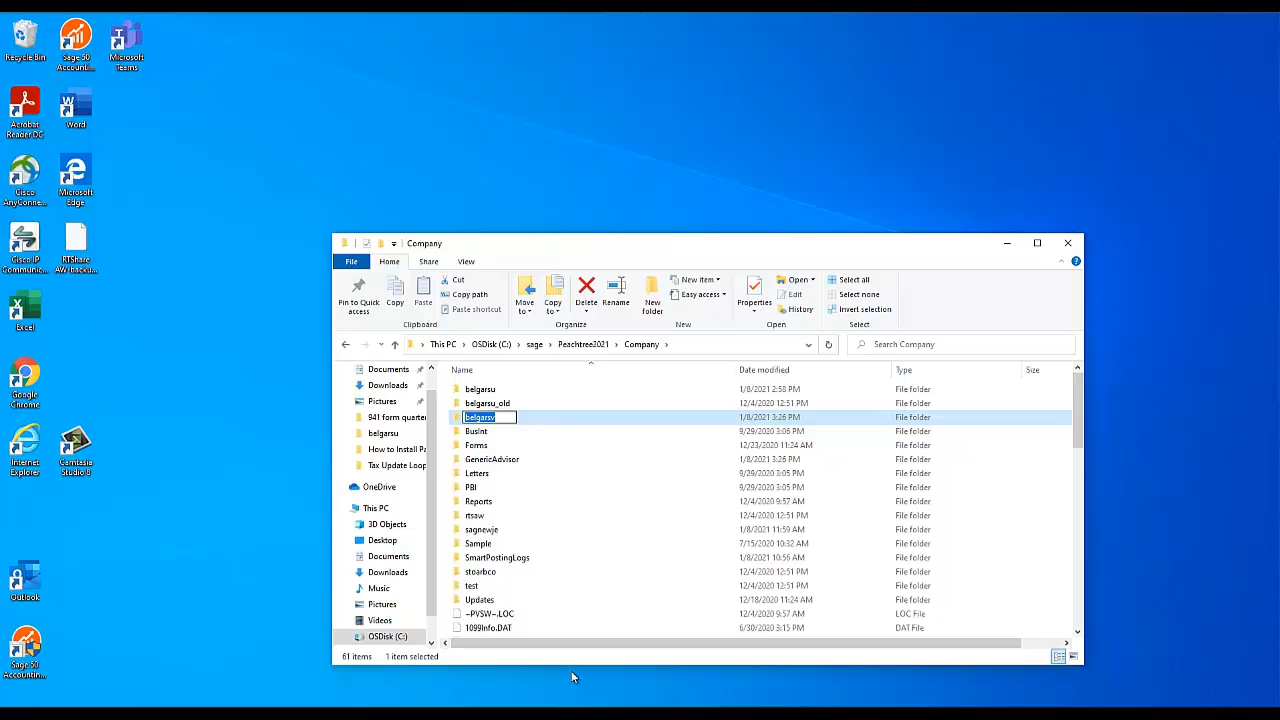 Recycle Bin
Sage 50
Accounti...
Microsoft
Teams
Acrobat
Reader DC
Word
Cisco
AnyConne...
Microsoft
Edge
Cisco IP
Communic...
RTShare
AW backu...
Excel
Google
Chrome
Internet
Explorer
Camtasia
Studio 8
Outlook
Sage 50
Accountin...
Company
File
Home
Share
View
Pin to Quick
access
Copy
Paste
Cut
Copy path
Paste shortcut
Clipboard
Move
to
Copy
to
Delete
Rename
Organize
New
folder
New item
Easy access
New
Properties
Open
Edit
History
Open
Select all
Select none
Invert selection
Select
This PC > OSDisk (C:) > sage > Peachtree2021 > Company >
Search Company
Documents
Downloads
Pictures
941 form quarte
belgarsu
How to Install Pa
Tax Update Loop
OneDrive
This PC
3D Objects
Desktop
Documents
Downloads
Music
Pictures
Videos
OSDisk (C:)
Name Date modified Type Size
belgarsu 1/8/2021 2:58 PM File folder
belgarsu_old 12/4/2020 12:51 PM File folder
belgarsv 1/8/2021 3:26 PM File folder
BusInt 9/29/2020 3:06 PM File folder
Forms 12/23/2020 11:24 AM File folder
GenericAdvisor 1/8/2021 3:26 PM File folder
Letters 9/29/2020 3:05 PM File folder
PBI 9/29/2020 3:05 PM File folder
Reports 12/4/2020 9:57 AM File folder
rtsaw 12/4/2020 12:51 PM File folder
sagnewje 1/8/2021 11:59 AM File folder
Sample 7/15/2020 10:32 AM File folder
SmartPostingLogs 1/8/2021 10:56 AM File folder
stoarbco 12/4/2020 12:51 PM File folder
test 12/4/2020 12:51 PM File folder
Updates 12/18/2020 11:24 AM File folder
~PVSW~.LOC 12/4/2020 9:57 AM LOC File
1099Info.DAT 6/30/2020 3:15 PM DAT File
61 items 1 item selected